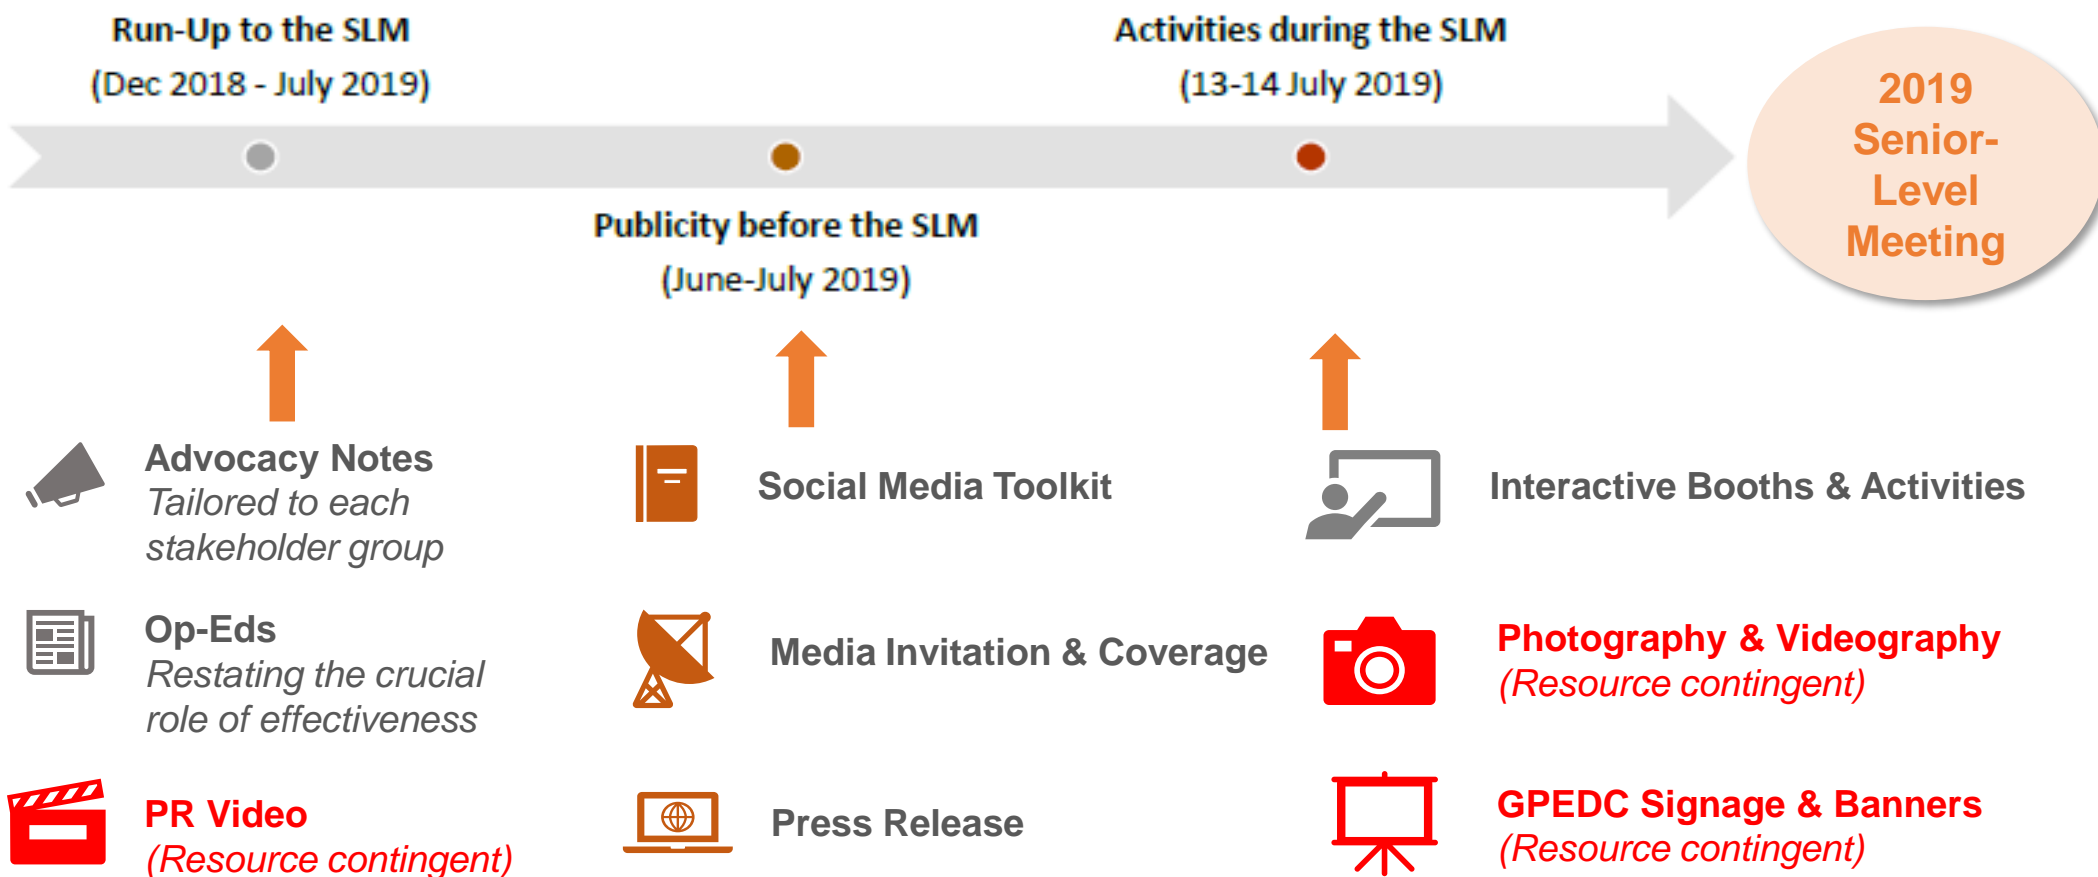 Run-Up to the SLM
(Dec 2018 - July 2019)
Activities during the SLM
(13-14 July 2019)
2019
Senior-
Level
Meeting
Publicity before the SLM
(June-July 2019)
Advocacy Notes
Tailored to each
stakeholder group
Op-Eds
Restating the crucial
role of effectiveness
PR Video
(Resource contingent)
Social Media Toolkit
Media Invitation & Coverage
Press Release
Interactive Booths & Activities
Photography & Videography
(Resource contingent)
GPEDC Signage & Banners
(Resource contingent)